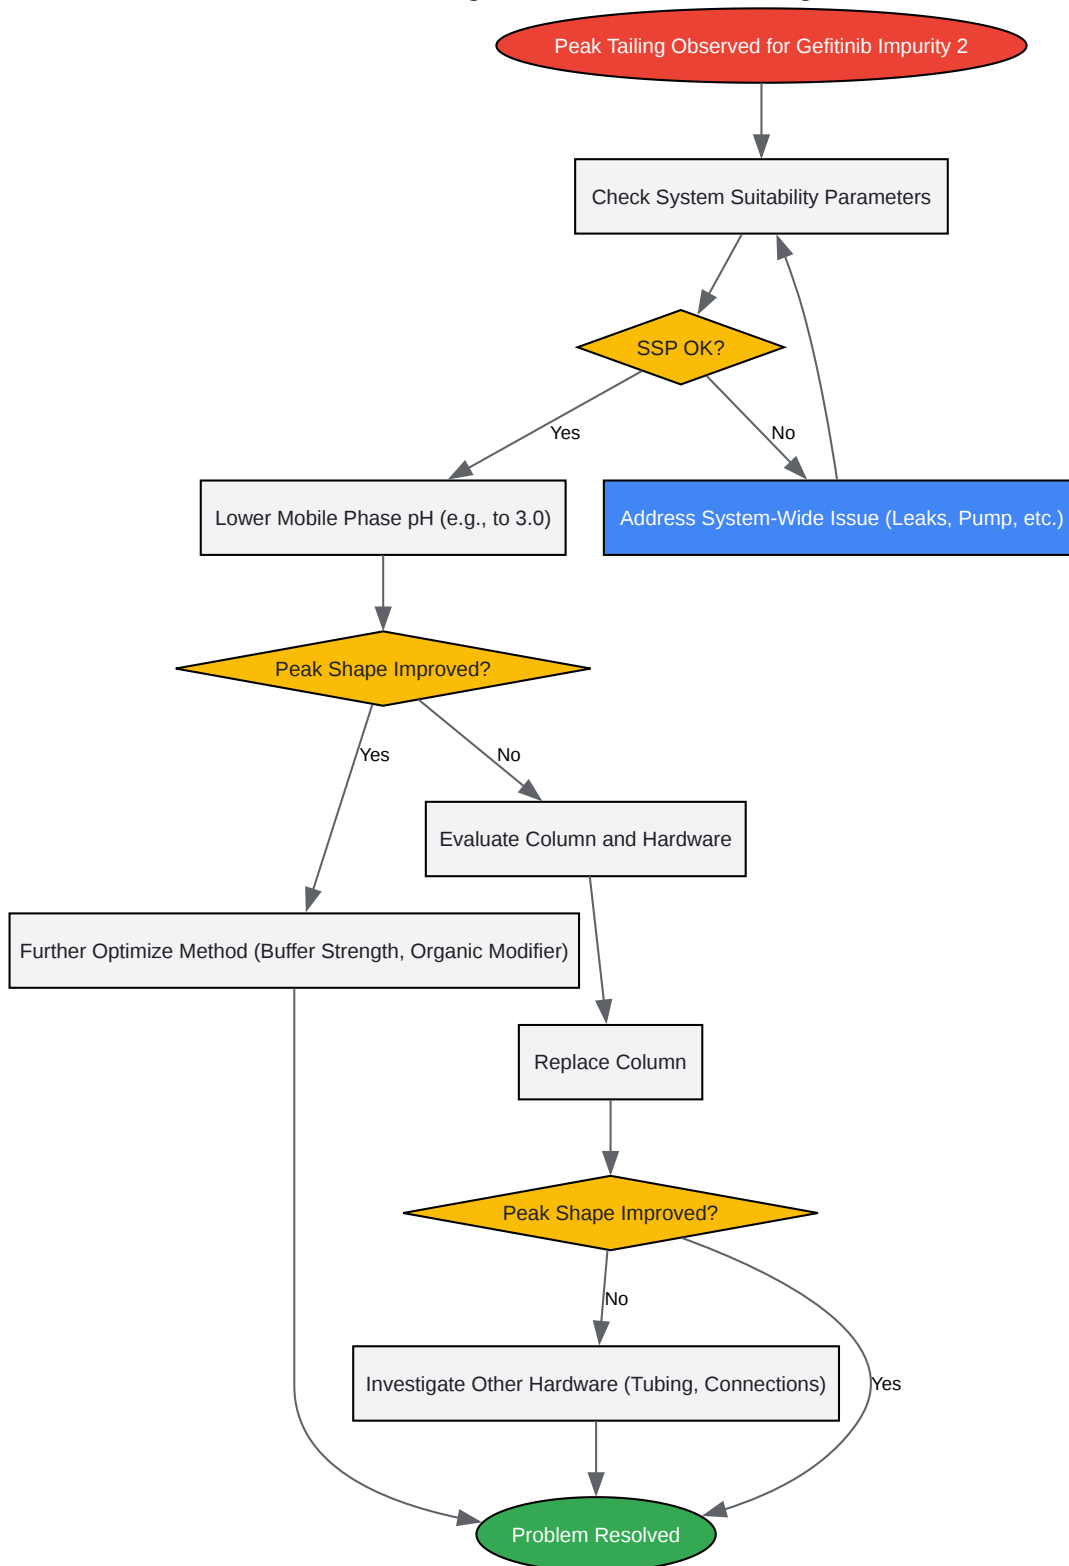 Peak Tailing Observed for Gefitinib Impurity 2
Check System Suitability Parameters
SSP OK?
Yes
No
Lower Mobile Phase pH (e.g., to 3.0)
Address System-Wide Issue (Leaks, Pump, etc.)
Peak Shape Improved?
Yes
No
Evaluate Column and Hardware
Further Optimize Method (Buffer Strength, Organic Modifier)
Replace Column
Peak Shape Improved?
No
Investigate Other Hardware (Tubing, Connections)
Yes
Problem Resolved